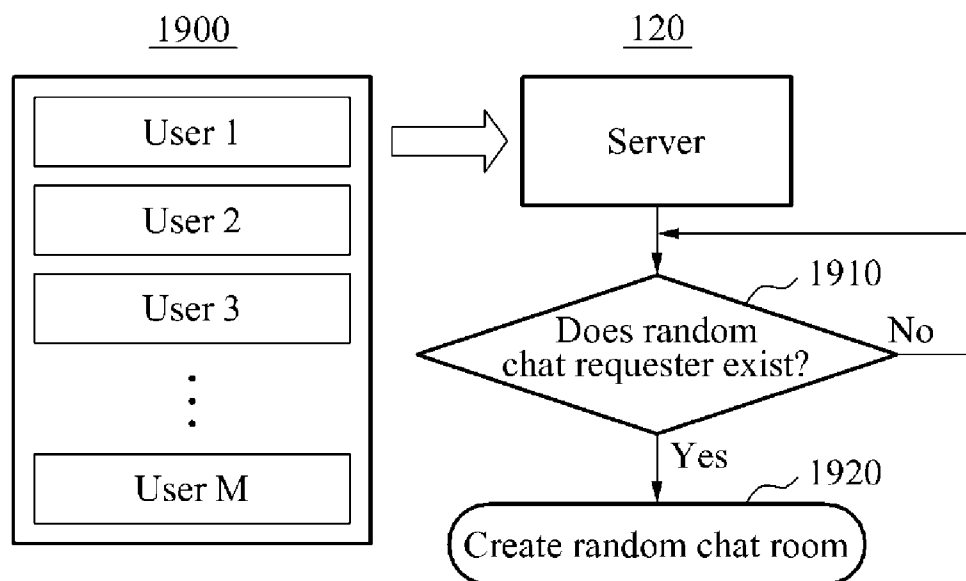 1900
User 1
User 2
User 3
User M
120
Server
1910
Does random
chat requester exist?
No
Yes
1920
Create random chat room